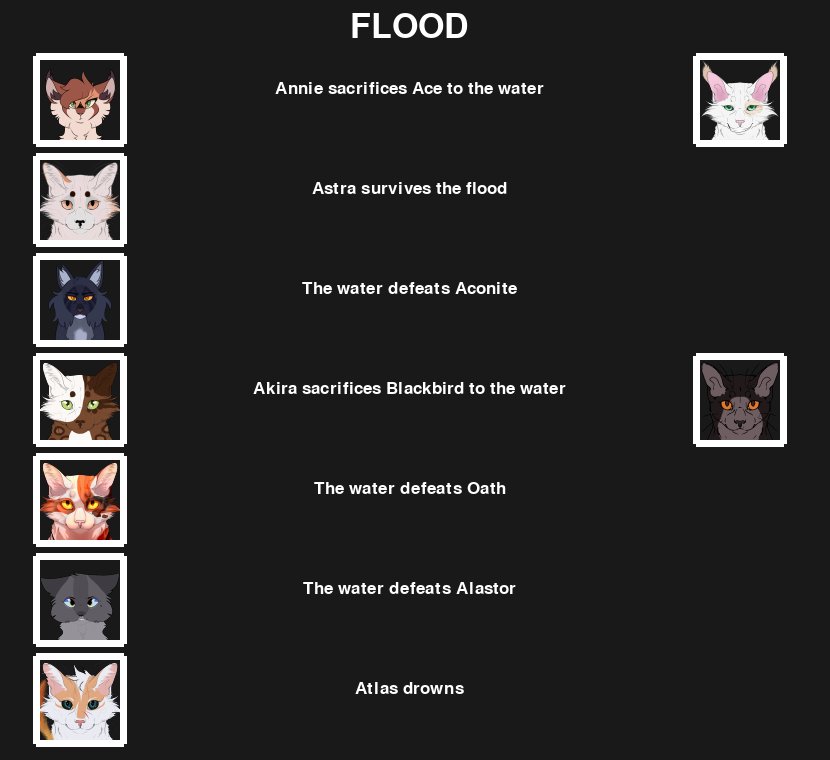 FLOOD
Annie sacrifices Ace to the water
Astra survives the flood
The water defeats Aconite
Akira sacrifices Blackbird to the water
The water defeats Oath
The water defeats Alastor
Atlas drowns